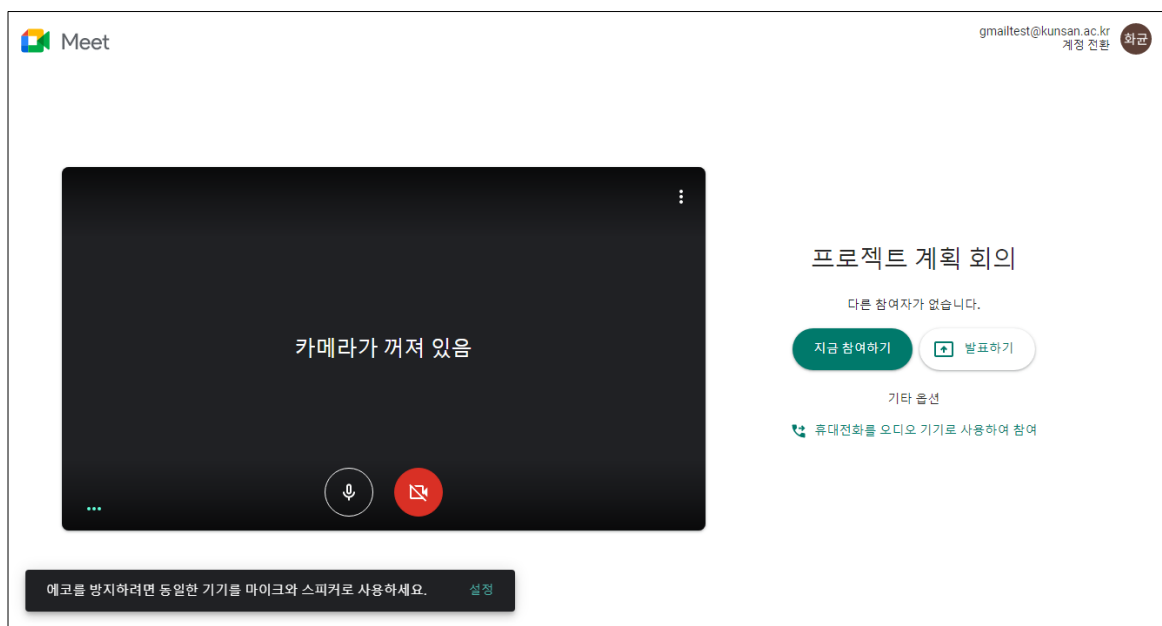 Meet
gmailtest@kunsan.ac.kr
계정 전환
화균
카메라가 꺼져 있음
프로젝트 계획 회의
다른 참여자가 없습니다.
지금 참여하기
발표하기
기타 옵션
휴대전화를 오디오 기기로 사용하여 참여
에코를 방지하려면 동일한 기기를 마이크와 스피커로 사용하세요. 설정